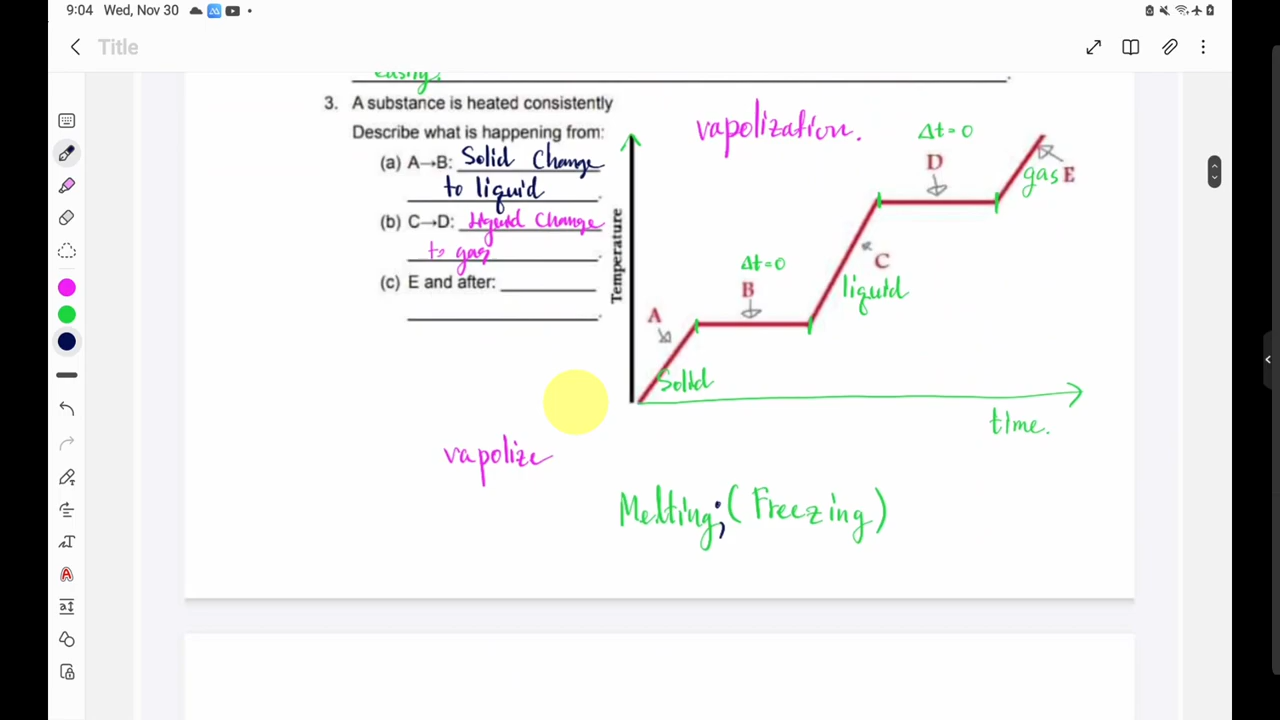 9:04 Wed, Nov 30
Title
easily.
3. A substance is heated consistently
Describe what is happening from:
(a) A→B: Solid Change
to liquid.
(b) C→D: liquid Change
to gas.
(c) E and after:
vapolization.
Temperature
Δt=0
D
gas E
C
Δt=0
B
liquid
A
Solid
time.
vapolize
Melting; (Freezing)